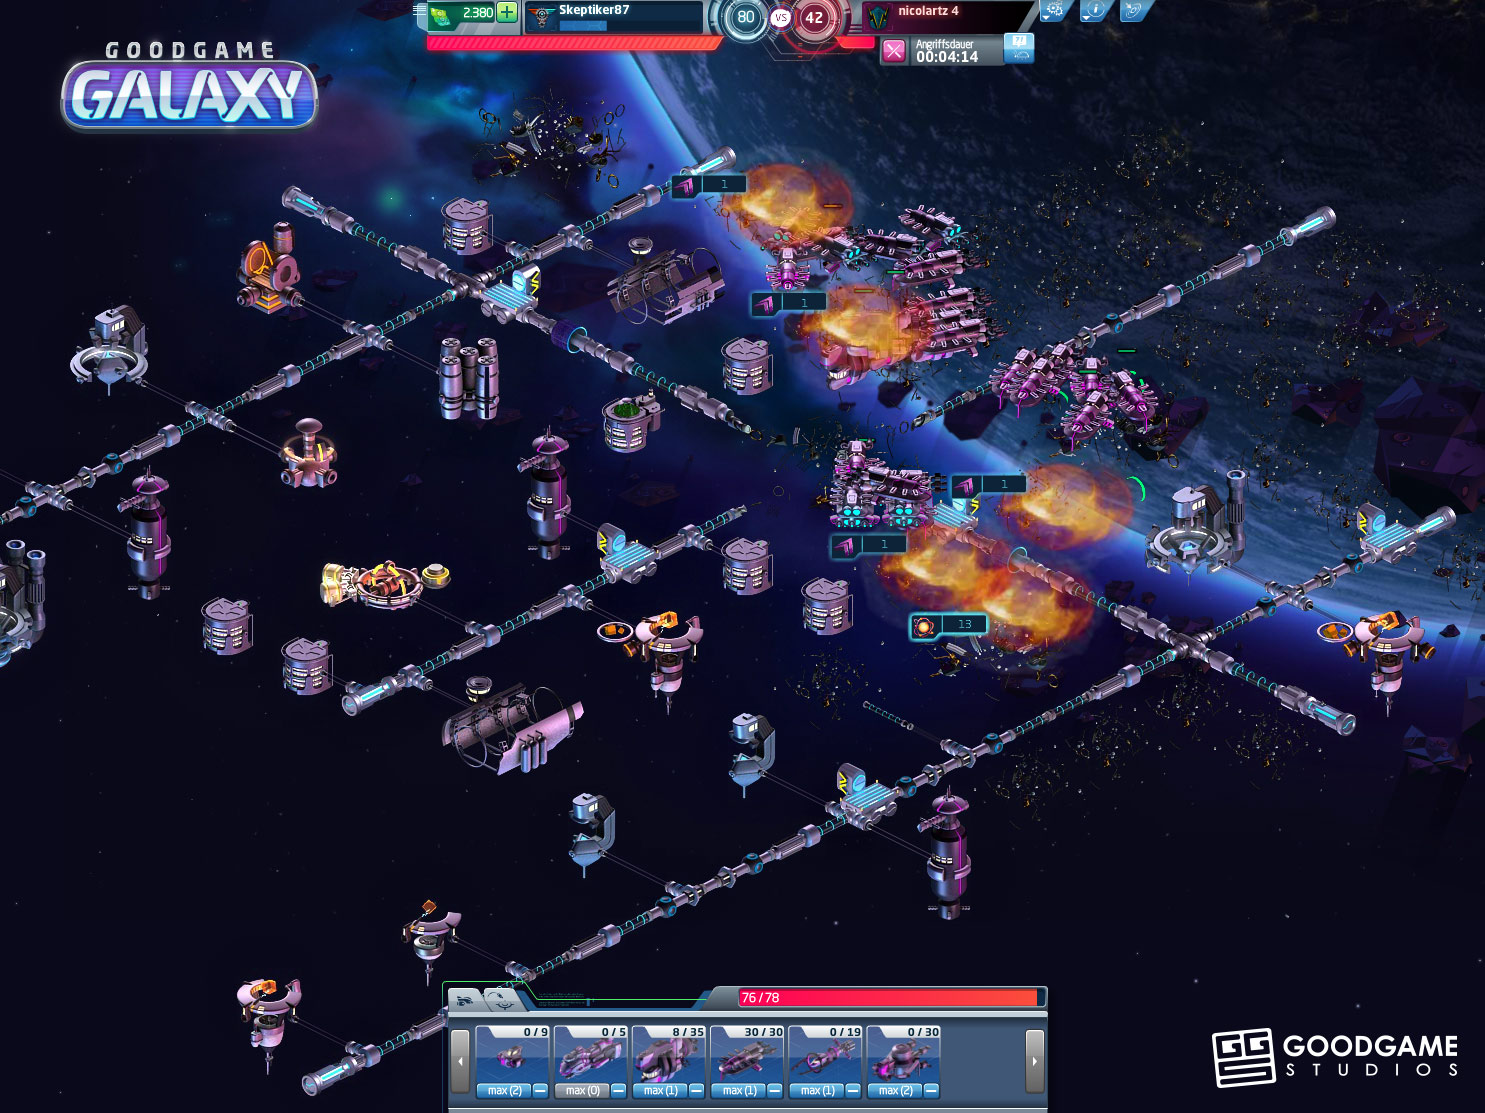 2.380
Skeptiker87
80
VS
42
nicolartz 4
Angriffsdauer
00:04:14
GOODGAME
GALAXY
1
1
1
1
13
76 / 78
0 / 9
0 / 5
8 / 35
30 / 30
0 / 19
0 / 30
max (2)
max (0)
max (1)
max (1)
max (1)
max (2)
GGS
GOODGAME
STUDIOS